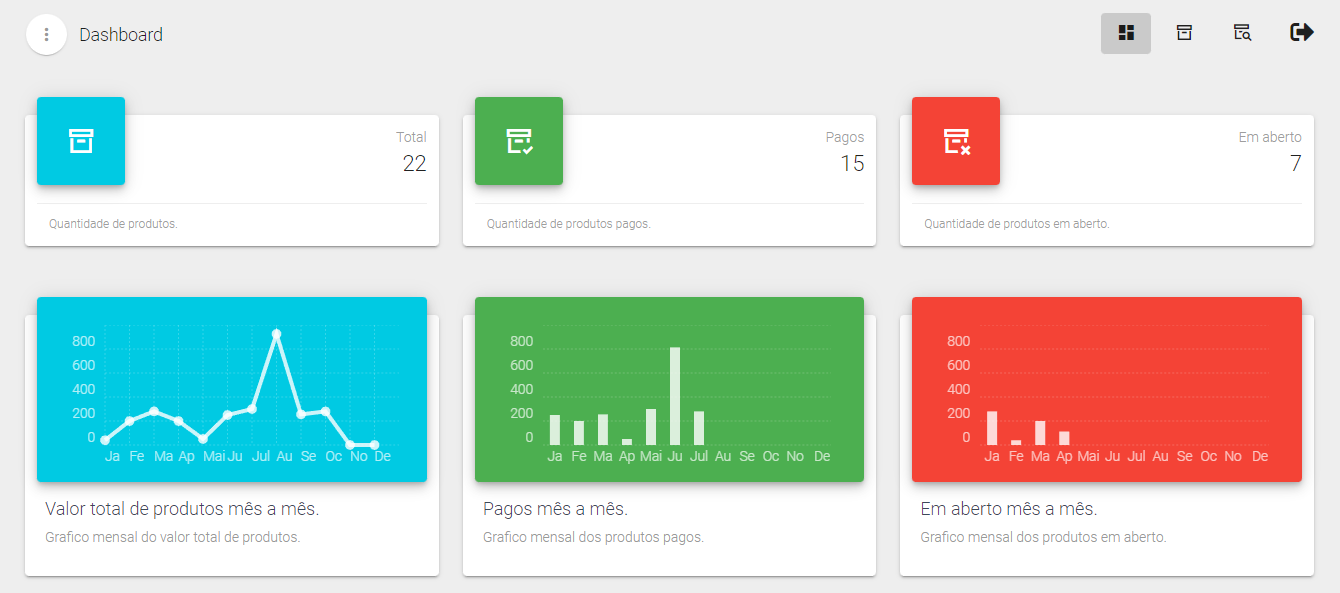 Dashboard
Total
22
Quantidade de produtos.
Pagos
15
Quantidade de produtos pagos.
Em aberto
7
Quantidade de produtos em aberto.
800
600
400
200
0
Ja Fe Ma Ap Mai Ju Jul Au Se Oc No De
Valor total de produtos mês a mês.
Grafico mensal do valor total de produtos.
800
600
400
200
0
Ja Fe Ma Ap Mai Ju Jul Au Se Oc No De
Pagos mês a mês.
Grafico mensal dos produtos pagos.
800
600
400
200
0
Ja Fe Ma Ap Mai Ju Jul Au Se Oc No De
Em aberto mês a mês.
Grafico mensal dos produtos em aberto.